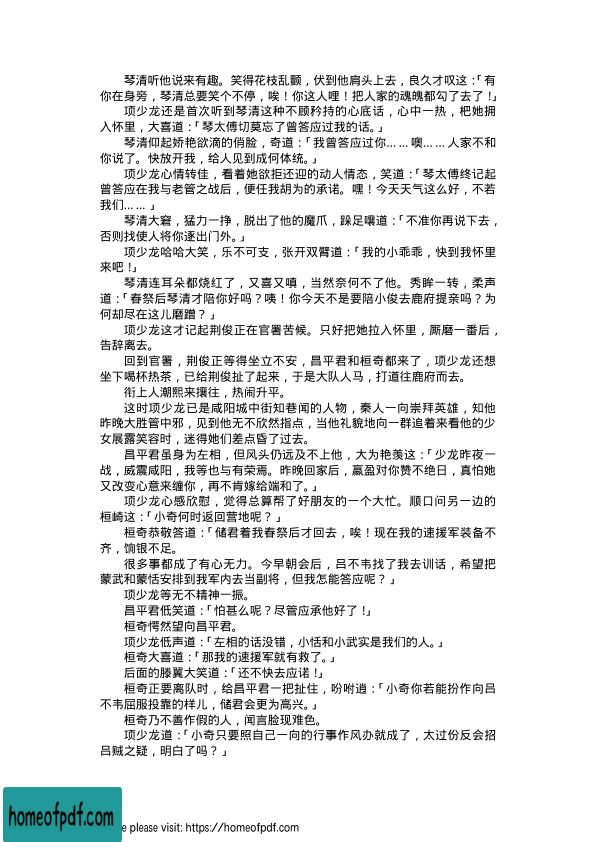 琴清听他说来有趣。笑得花枝乱颤，伏到他肩头上去，良久才叹这：「有
你在身旁，琴清总要笑个不停，唉！你这人哩！把人家的魂魄都勾了去了！」
项少龙还是首次听到琴清这种不顾矜持的心底话，心中一热，杷她拥
入怀里，大喜道：「琴太傅切莫忘了曾答应过我的话。」
琴清仰起娇艳欲滴的俏脸，奇道：「我曾答应过你……噢……人家不和
你说了。快放开我，给人见到成何体统。」
项少龙心情转佳，看着她欲拒还迎的动人情态，笑道：「琴太傅终记起
曾答应在我与老管之战后，便任我胡为的承诺。嘿！今天天气这么好，不若
我们……」
琴清大窘，猛力一挣，脱出了他的魔爪，跺足嚷道：「不准你再说下去，
否则找使人将你逐出门外。」
项少龙哈哈大笑，乐不可支，张开双臂道：「我的小乖乖，快到我怀里
来吧！」
琴清连耳朵都烧红了，又喜又嗔，当然奈何不了他。秀眸一转，柔声
道：「春祭后琴清才陪你好吗？咦！你今天不是要陪小俊去鹿府提亲吗？为
何却尽在这儿磨蹭？」
项少龙这才记起荆俊正在官署苦候。只好把她拉入怀里，厮磨一番后，
告辞离去。
回到官署，荆俊正等得坐立不安，昌平君和桓奇都来了，项少龙还想
坐下喝杯热茶，已给荆俊扯了起来，于是大队人马，打道往鹿府而去。
衔上人潮熙来攘往，热闹升平。
这时项少龙已是咸阳城中街知巷闻的人物，秦人一向崇拜英雄，知他
昨晚大胜管中邪，见到他无不欣然指点，当他礼貌地向一群追着来看他的少
女展露笑容时，迷得她们差点昏了过去。
昌平君虽身为左相，但风头仍远及不上他，大为艳羡这：「少龙昨夜一
战，威震咸阳，我等也与有荣焉。昨晚回家后，嬴盈对你赞不绝日，真怕她
又改变心意来缠你，再不肯嫁给端和了。」
项少龙心感欣慰，觉得总算帮了好朋友的一个大忙。顺口问另一边的
桓崎这：「小奇何时返回营地呢？」
桓奇恭敬答道：「储君着我春祭后才回去，唉！现在我的速援军装备不
齐，饷银不足。
很多事都成了有心无力。今早朝会后，吕不韦找了我去训话，希望把
蒙武和蒙恬安排到我军内去当副将，但我怎能答应呢？」
项少龙等无不精神一振。
昌平君低笑道：「怕甚么呢？尽管应承他好了！」
桓奇愕然望向昌平君。
项少龙低声道：「左相的话没错，小恬和小武实是我们的人。」
桓奇大喜道：「那我的速援军就有救了。」
后面的滕翼大笑道：「还不快去应诺！」
桓奇正要离队时，给昌平君一把扯住，吩咐逍：「小奇你若能扮作向吕
不韦屈服投靠的样儿，储君会更为高兴。」
桓奇乃不善作假的人，闻言脸现难色。
项少龙道：「小奇只要照自己一向的行事作风办就成了，太过份反会招
吕贼之疑，明白了吗？」
homeofpdf.com
e please visit: https://homeofpdf.com